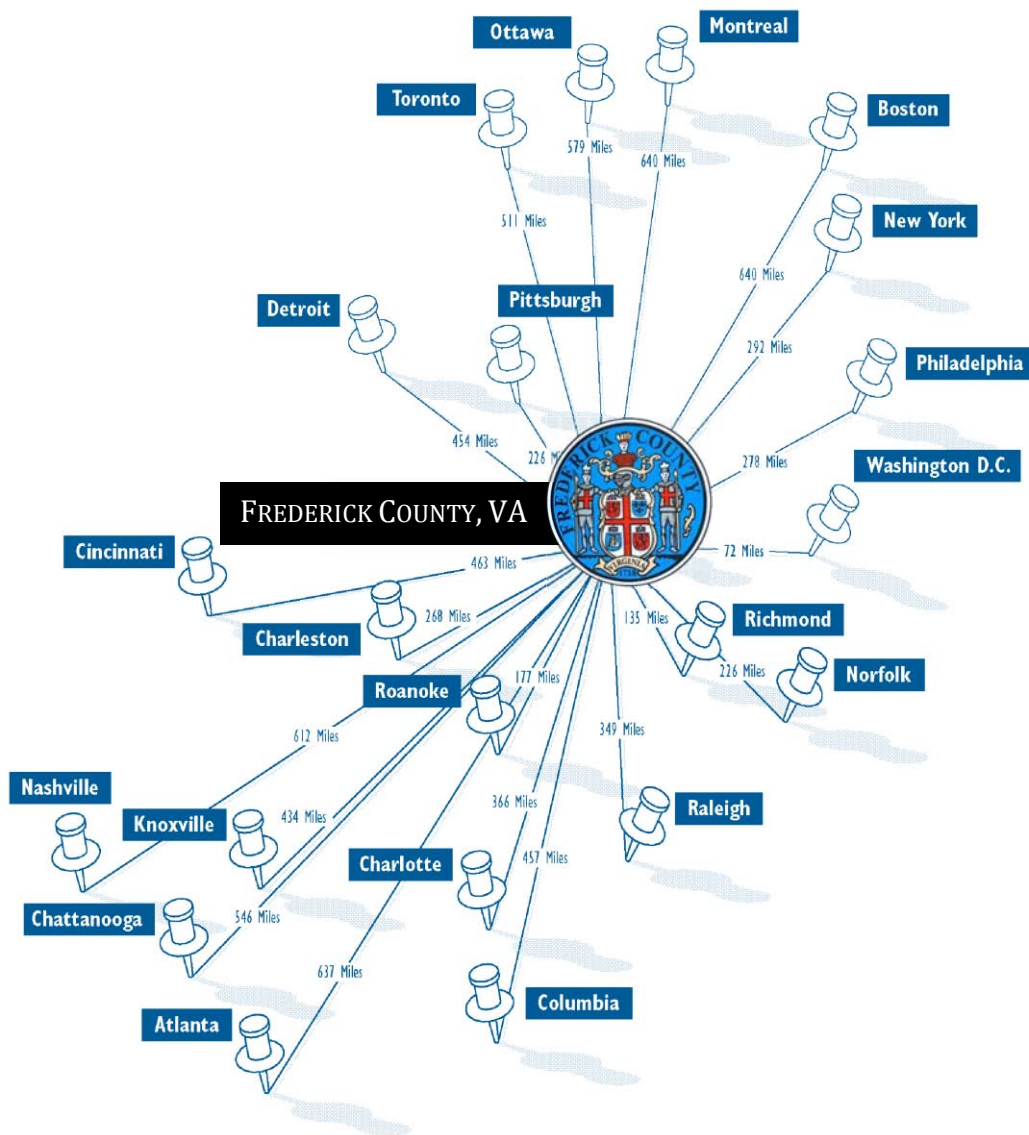 Ottawa
Montreal
Toronto
Boston
579 Miles
640 Miles
New York
511 Miles
640 Miles
Detroit
Pittsburgh
292 Miles
Philadelphia
454 Miles
226
278 Miles
Washington D.C.
FREDERICK COUNTY
VIRGINIA
FREDERICK COUNTY, VA
72 Miles
Cincinnati
463 Miles
Charleston
268 Miles
135 Miles
Richmond
Roanoke
177 Miles
226 Miles
Norfolk
612 Miles
349 Miles
Nashville
Knoxville
434 Miles
366 Miles
Raleigh
Charlotte
457 Miles
Chattanooga
546 Miles
637 Miles
Columbia
Atlanta